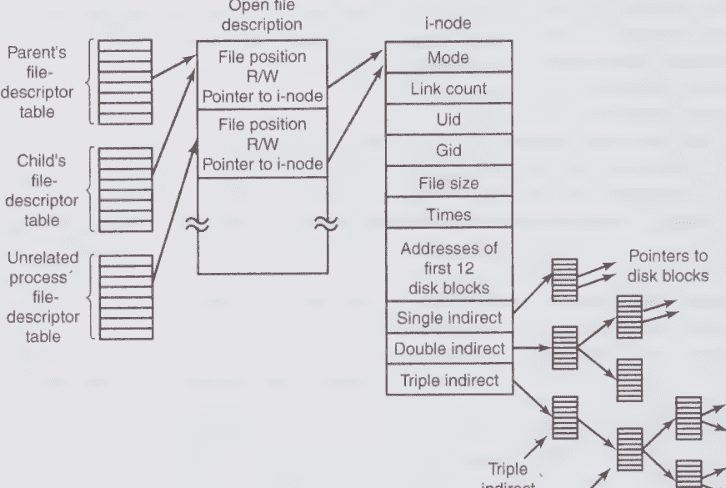 Open file
description
i-node
Parent's
file-
descriptor
table
Child's
file-
descriptor
table
Unrelated
process´
file-
descriptor
table
File position
R/W
Pointer to i-node
File position
R/W
Pointer to i-node
Mode
Link count
Uid
Gid
File size
Times
Addresses of
first 12
disk blocks
Single indirect
Double indirect
Triple indirect
Pointers to
disk blocks
Triple
indirect